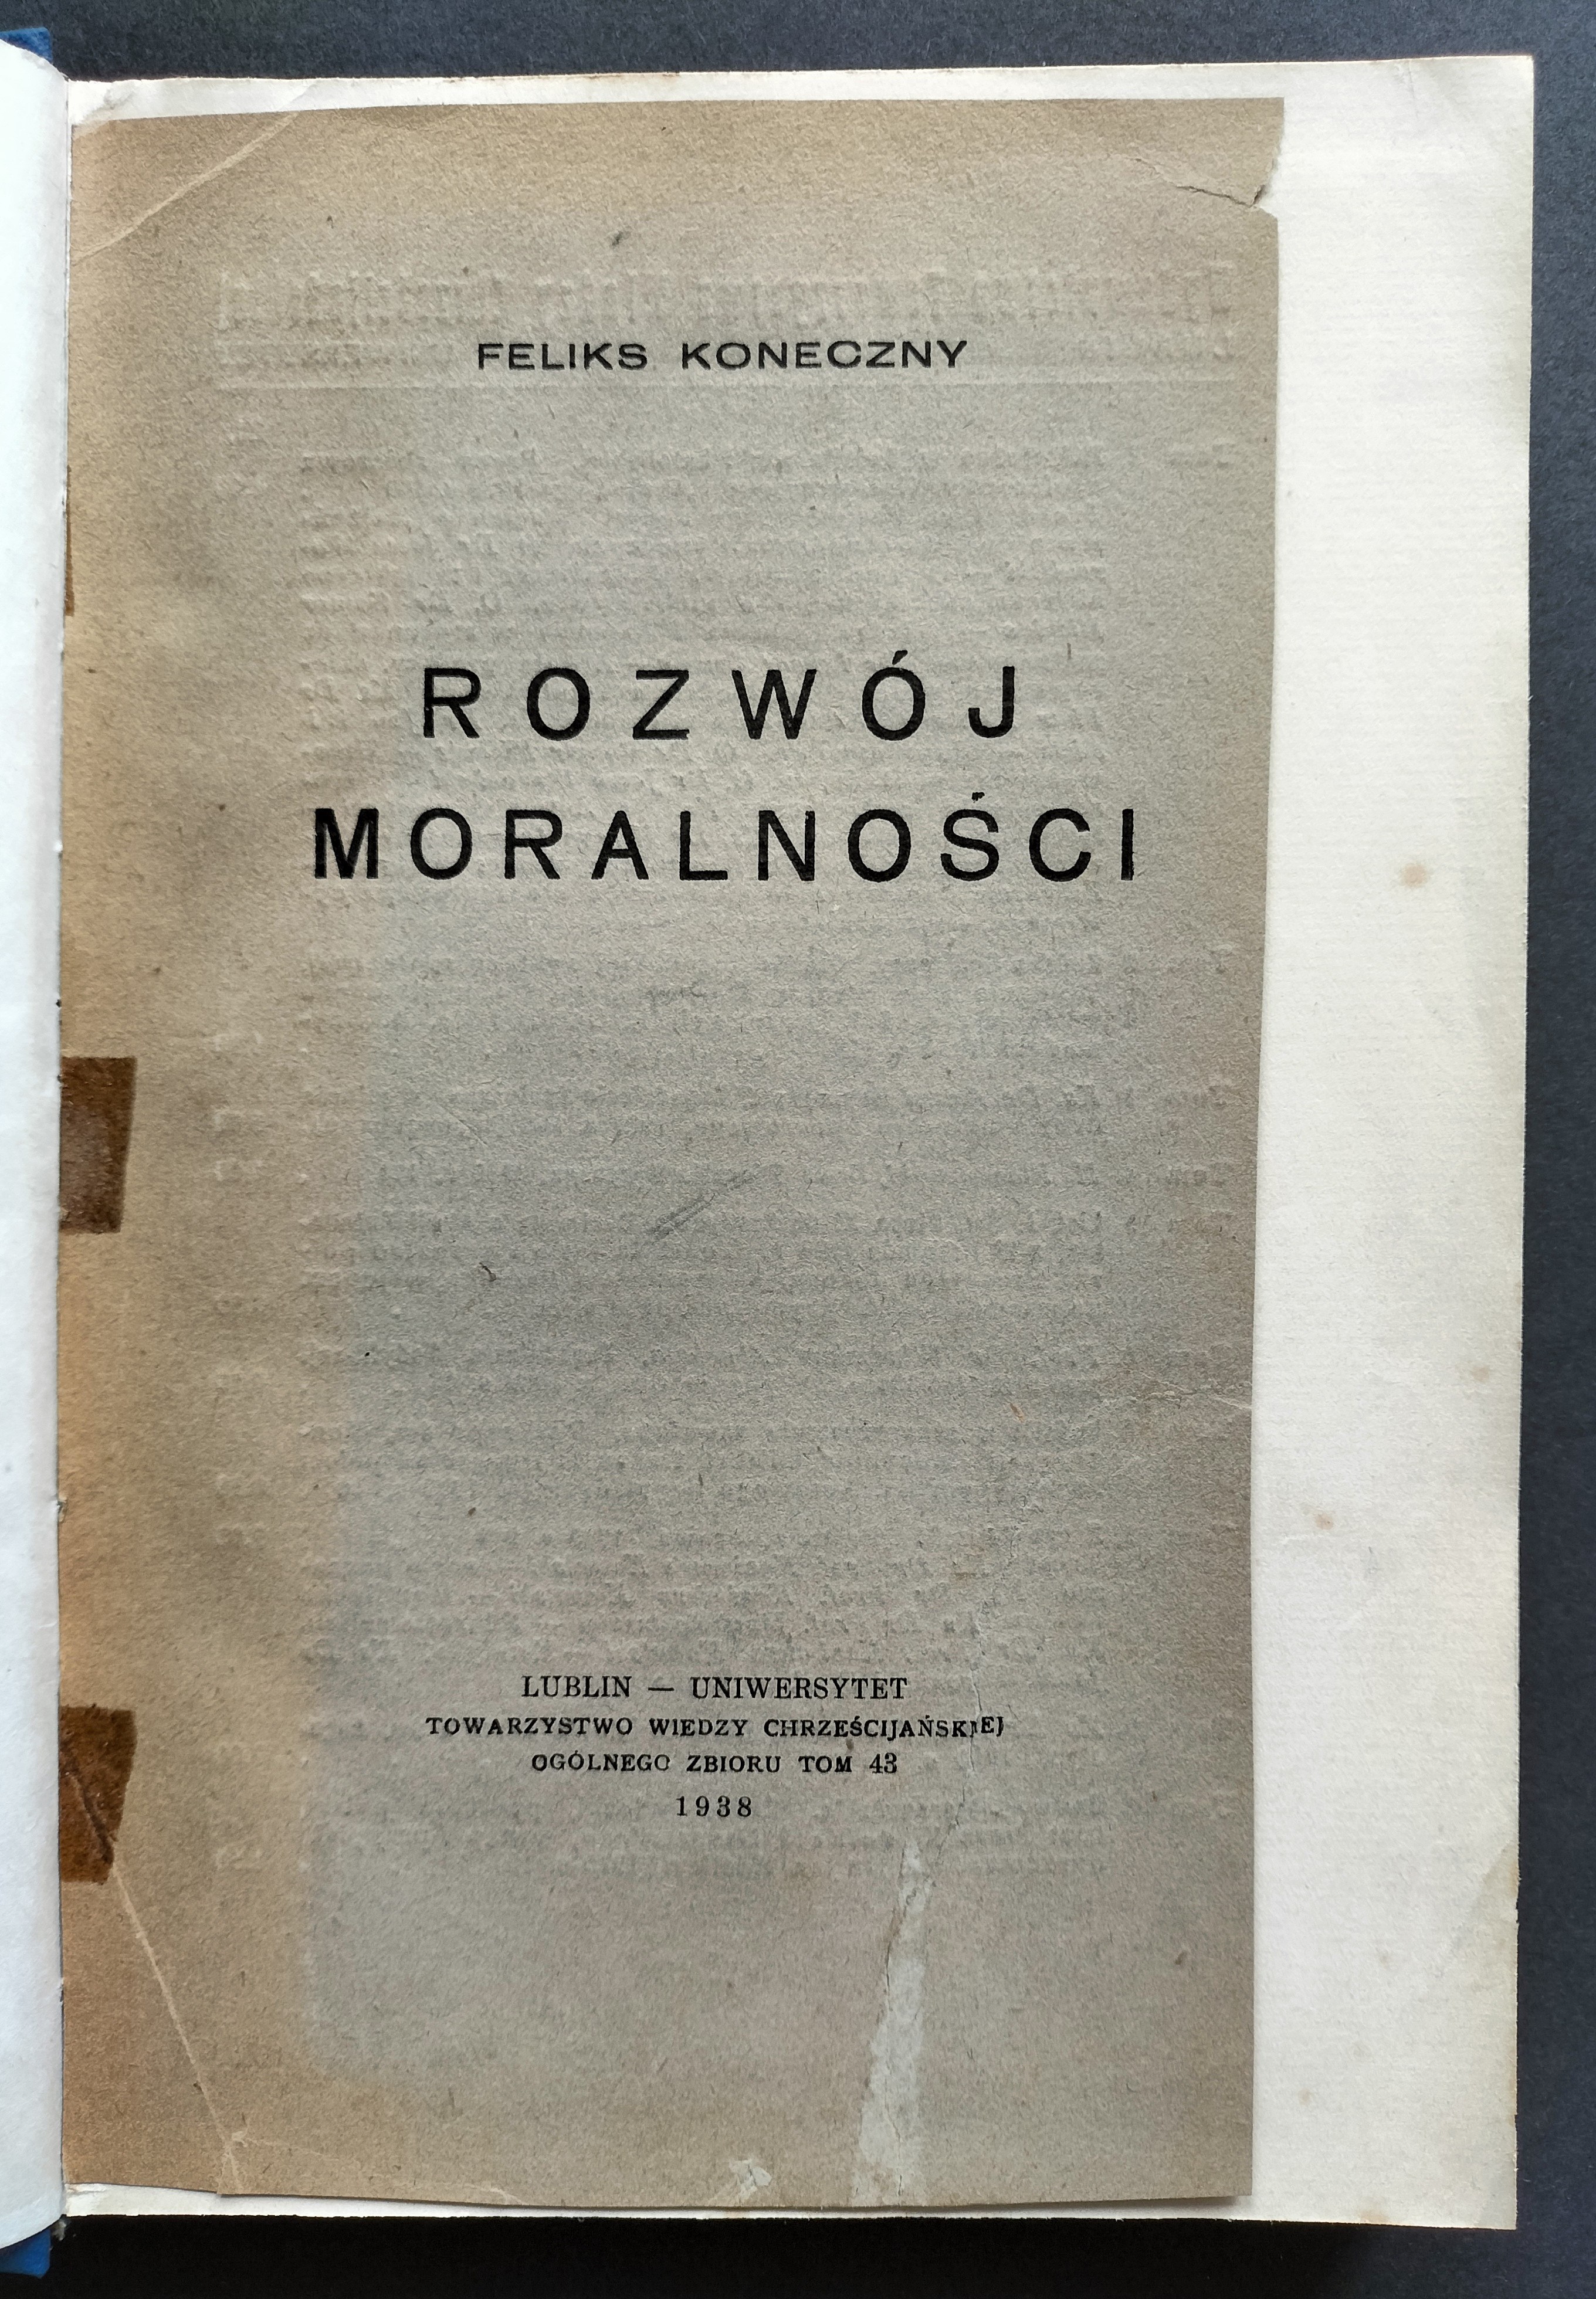 FELIKS KONECZNY
ROZWÓJ
MORALNOŚCI
LUBLIN — UNIWERSYTET
TOWARZYSTWO WIEDZY CHRZEŚCIJAŃSKIEJ
OGÓLNEGO ZBIORU TOM 43
1938